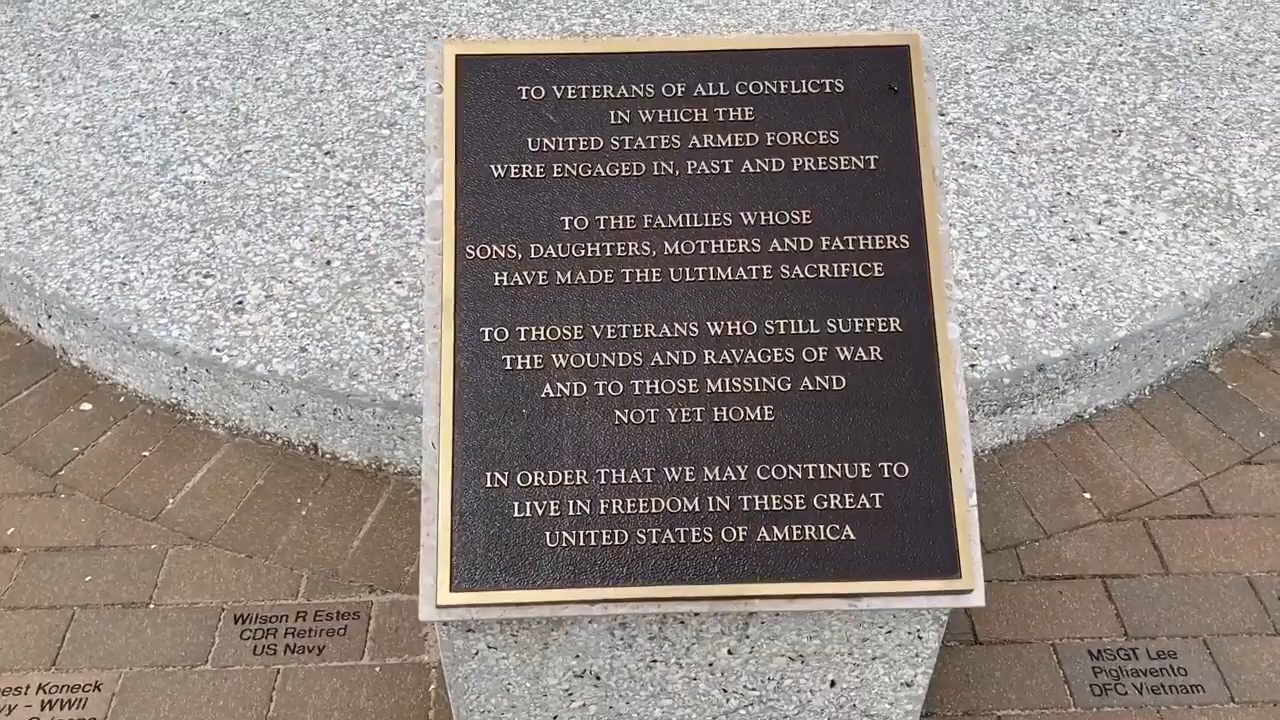 TO VETERANS OF ALL CONFLICTS
IN WHICH THE
UNITED STATES ARMED FORCES
WERE ENGAGED IN, PAST AND PRESENT
TO THE FAMILIES WHOSE
SONS, DAUGHTERS, MOTHERS AND FATHERS
HAVE MADE THE ULTIMATE SACRIFICE
TO THOSE VETERANS WHO STILL SUFFER
THE WOUNDS AND RAVAGES OF WAR
AND TO THOSE MISSING AND
NOT YET HOME
IN ORDER THAT WE MAY CONTINUE TO
LIVE IN FREEDOM IN THESE GREAT
UNITED STATES OF AMERICA
Wilson R Estes
CDR Retired
US Navy
MSGT Lee
Pigliavento
DFC Vietnam
Koneck
- WWII